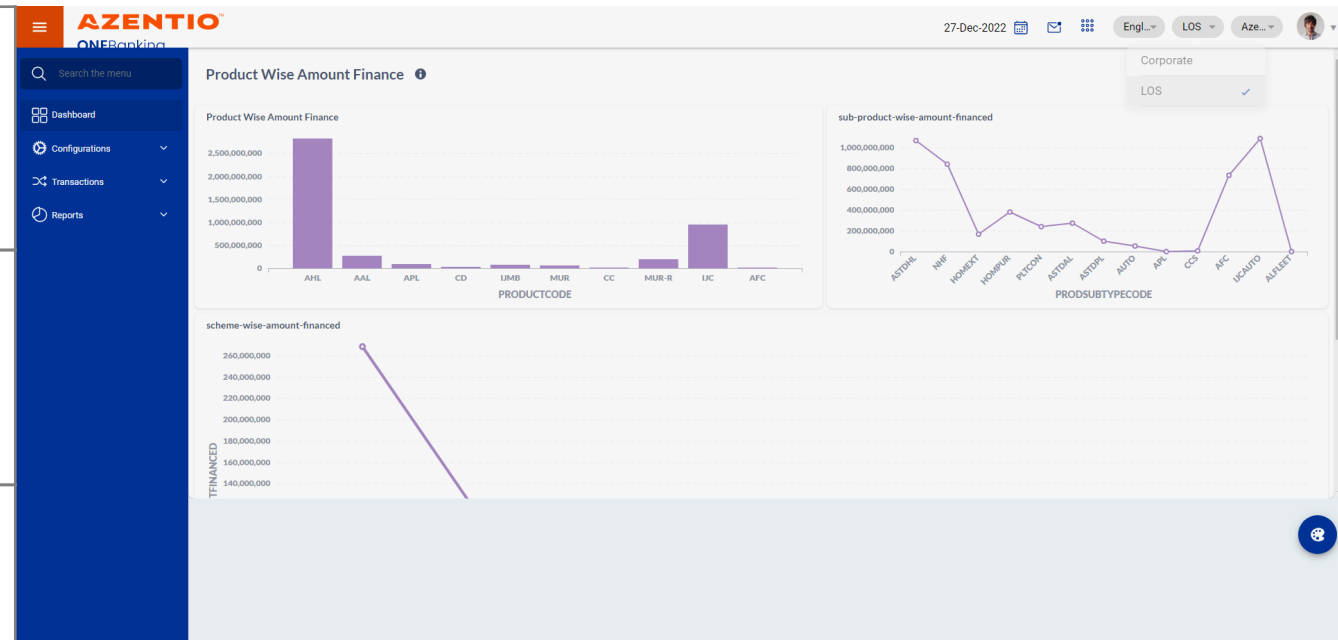 AZENTIO
ONEBanking
27-Dec-2022
Engl...
LOS
Aze...
Corporate
LOS
Search the menu
Dashboard
Configurations
Transactions
Reports
Product Wise Amount Finance
Product Wise Amount Finance
2,500,000,000
2,000,000,000
1,500,000,000
1,000,000,000
500,000,000
0
AHL AAL APL CD IJMB MUR CC MUR-R IJC AFC
PRODUCTCODE
sub-product-wise-amount-financed
1,000,000,000
800,000,000
600,000,000
400,000,000
200,000,000
0
ASTDHL NHF HOMEXT HOMPUR PLTCON ASTDAL ASTDPL AUTO APL CCS AFC IJCAUTO ALFLEET
PRODSUBTYPECODE
scheme-wise-amount-financed
260,000,000
240,000,000
220,000,000
200,000,000
180,000,000
160,000,000
140,000,000
TFINANCED